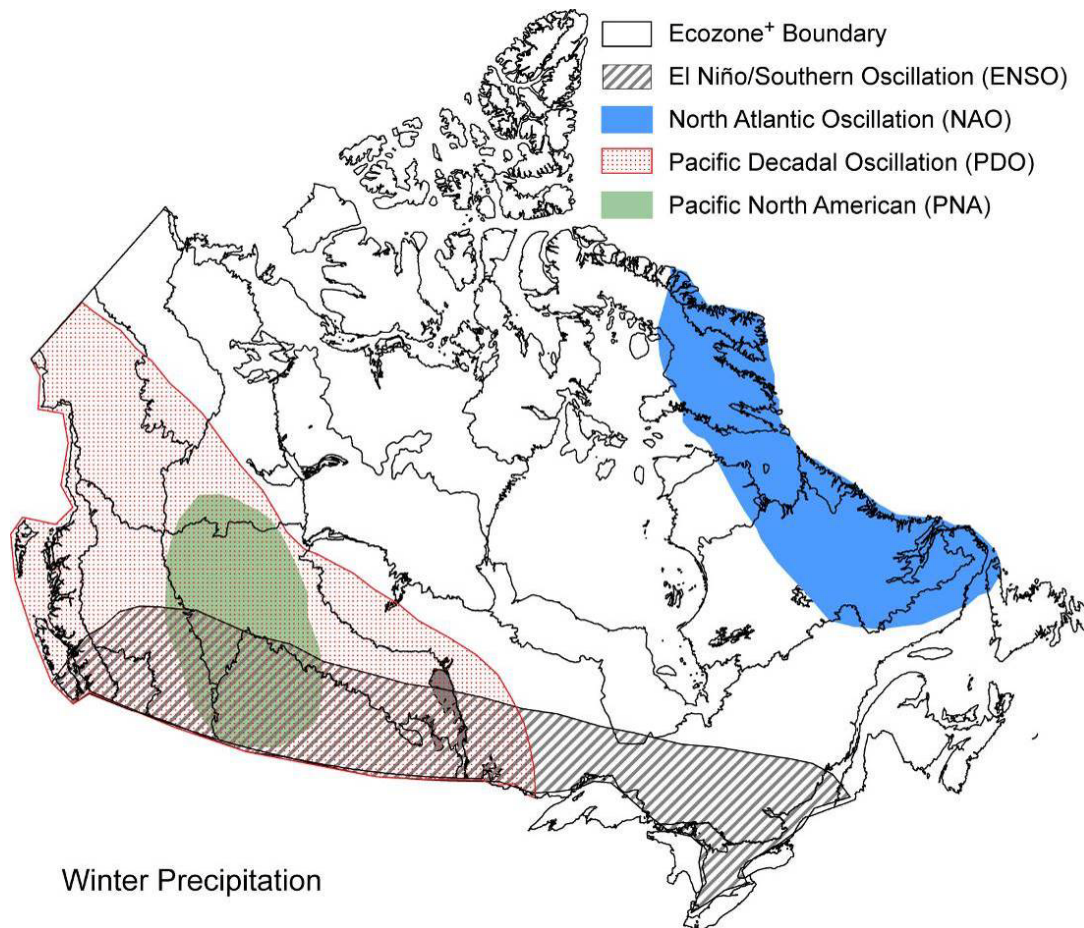 Ecozone⁺ Boundary
El Niño/Southern Oscillation (ENSO)
North Atlantic Oscillation (NAO)
Pacific Decadal Oscillation (PDO)
Pacific North American (PNA)
Winter Precipitation